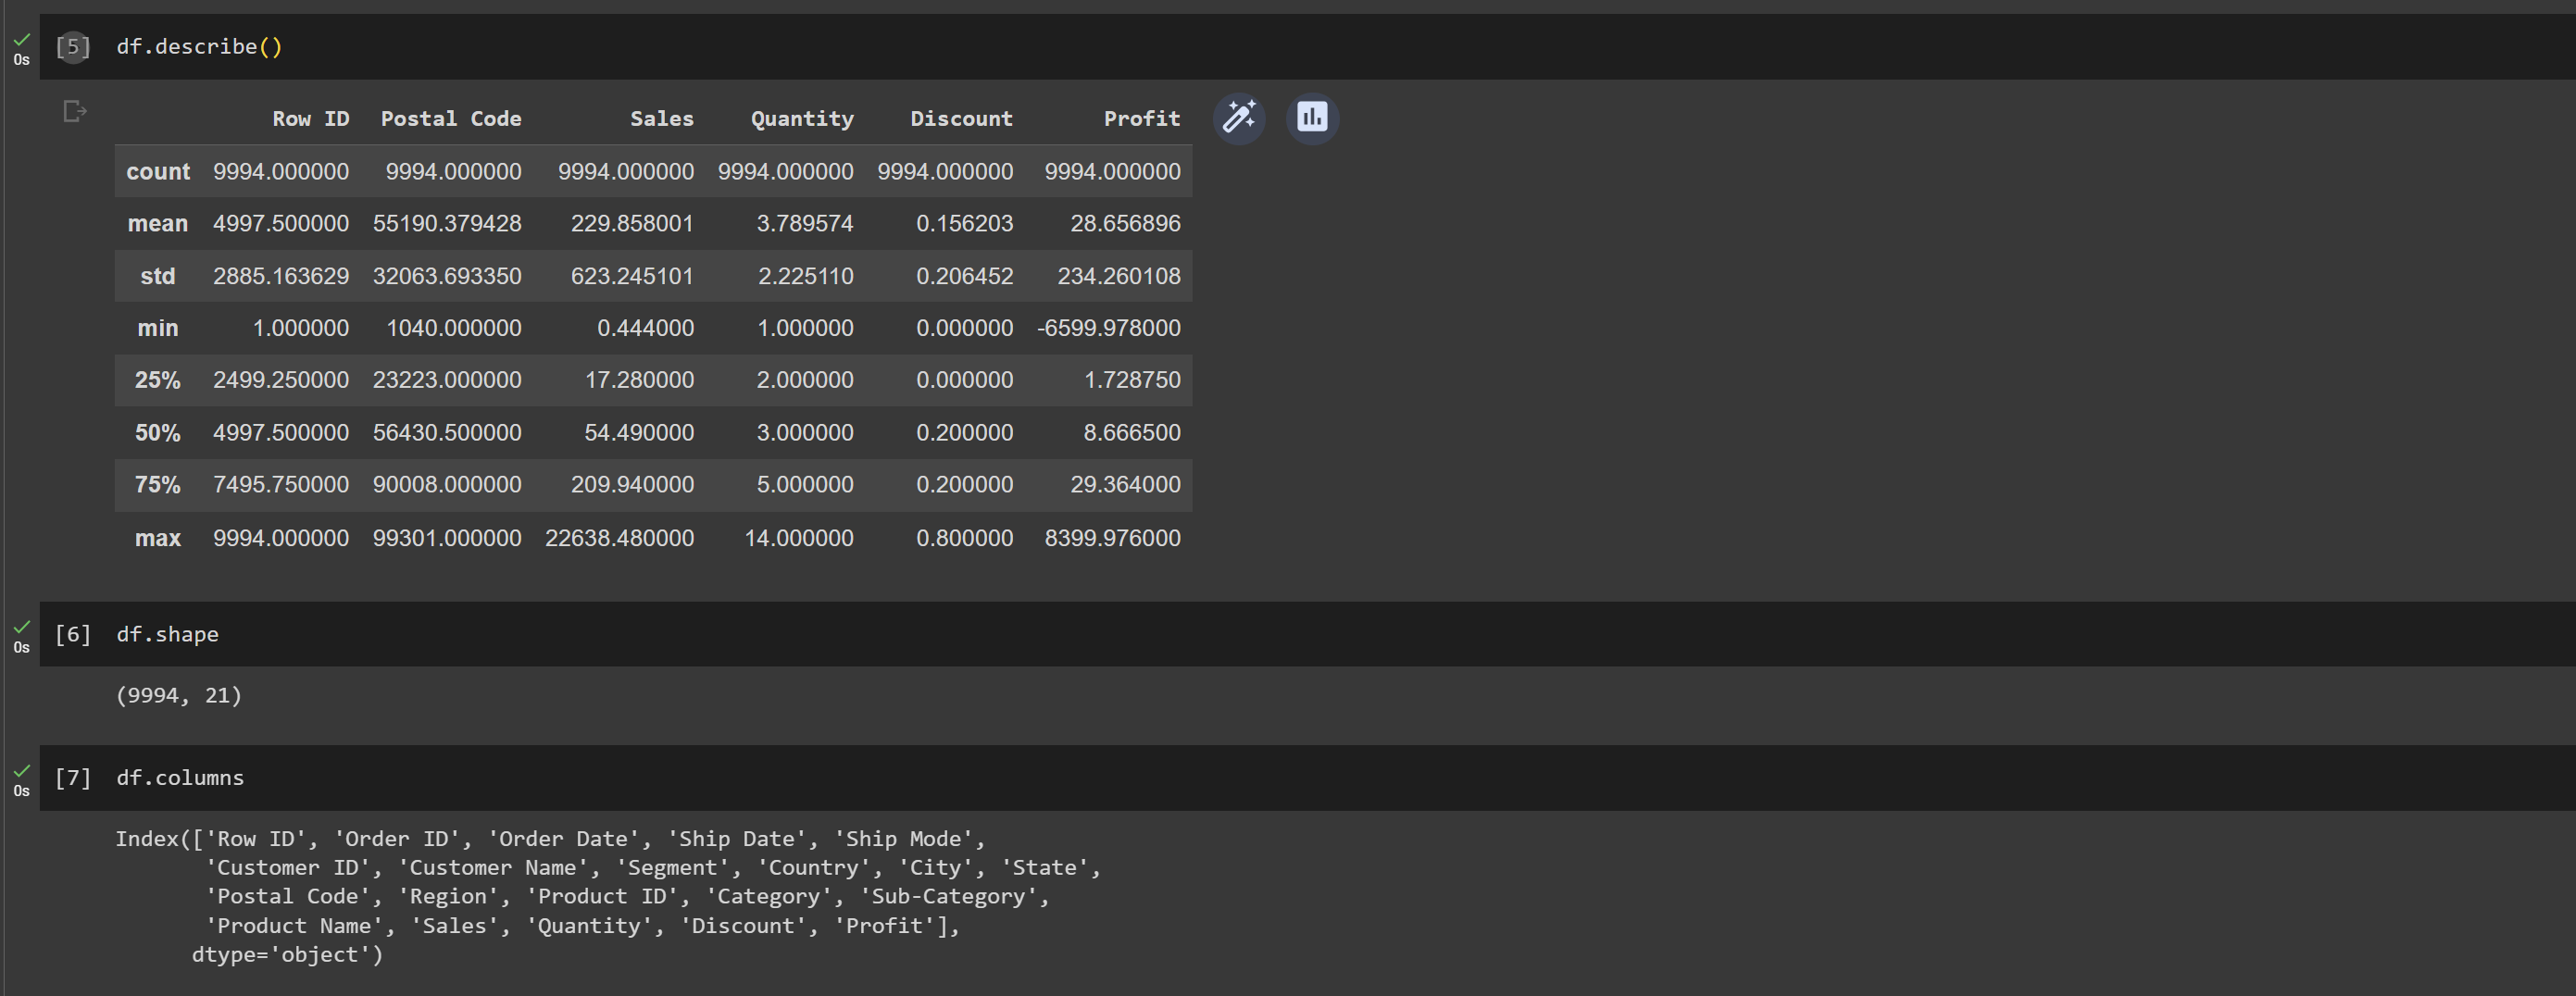 0s [5] df.describe()
Row ID Postal Code Sales Quantity Discount Profit
count 9994.000000 9994.000000 9994.000000 9994.000000 9994.000000 9994.000000
mean 4997.500000 55190.379428 229.858001 3.789574 0.156203 28.656896
std 2885.163629 32063.693350 623.245101 2.225110 0.206452 234.260108
min 1.000000 1040.000000 0.444000 1.000000 0.000000 -6599.978000
25% 2499.250000 23223.000000 17.280000 2.000000 0.000000 1.728750
50% 4997.500000 56430.500000 54.490000 3.000000 0.200000 8.666500
75% 7495.750000 90008.000000 209.940000 5.000000 0.200000 29.364000
max 9994.000000 99301.000000 22638.480000 14.000000 0.800000 8399.976000
0s [6] df.shape
(9994, 21)
0s [7] df.columns
Index(['Row ID', 'Order ID', 'Order Date', 'Ship Date', 'Ship Mode',
'Customer ID', 'Customer Name', 'Segment', 'Country', 'City', 'State',
'Postal Code', 'Region', 'Product ID', 'Category', 'Sub-Category',
'Product Name', 'Sales', 'Quantity', 'Discount', 'Profit'],
dtype='object')